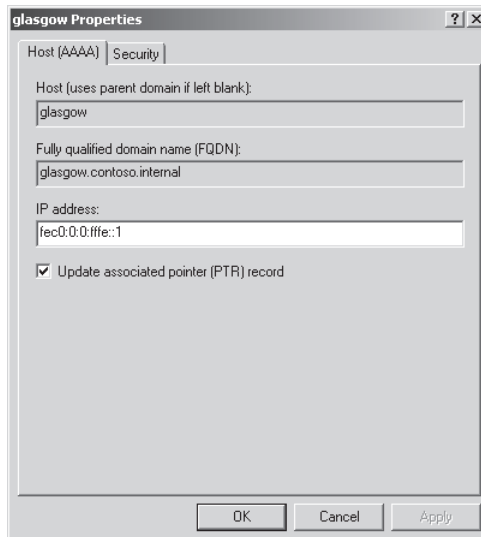 glasgow Properties
Host (AAAA) Security
Host (uses parent domain if left blank):
glasgow
Fully qualified domain name (FQDN):
glasgow.contoso.internal
IP address:
fec0:0:0:fffe::1
Update associated pointer (PTR) record
OK Cancel Apply